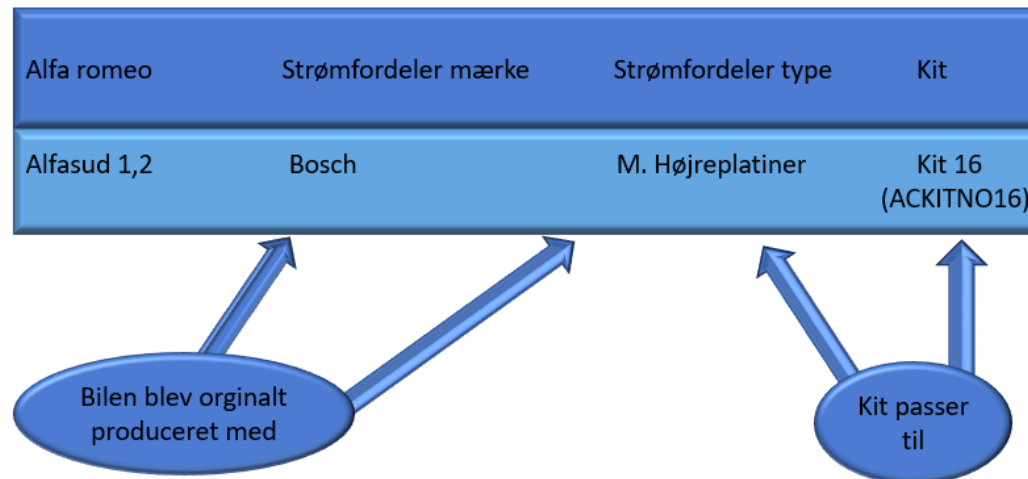 Alfa romeo Strømfordeler mærke Strømfordeler type Kit
Alfasud 1,2 Bosch M. Højreplatiner Kit 16
(ACKITNO16)
Bilen blev orginalt
produceret med
Kit passer
til